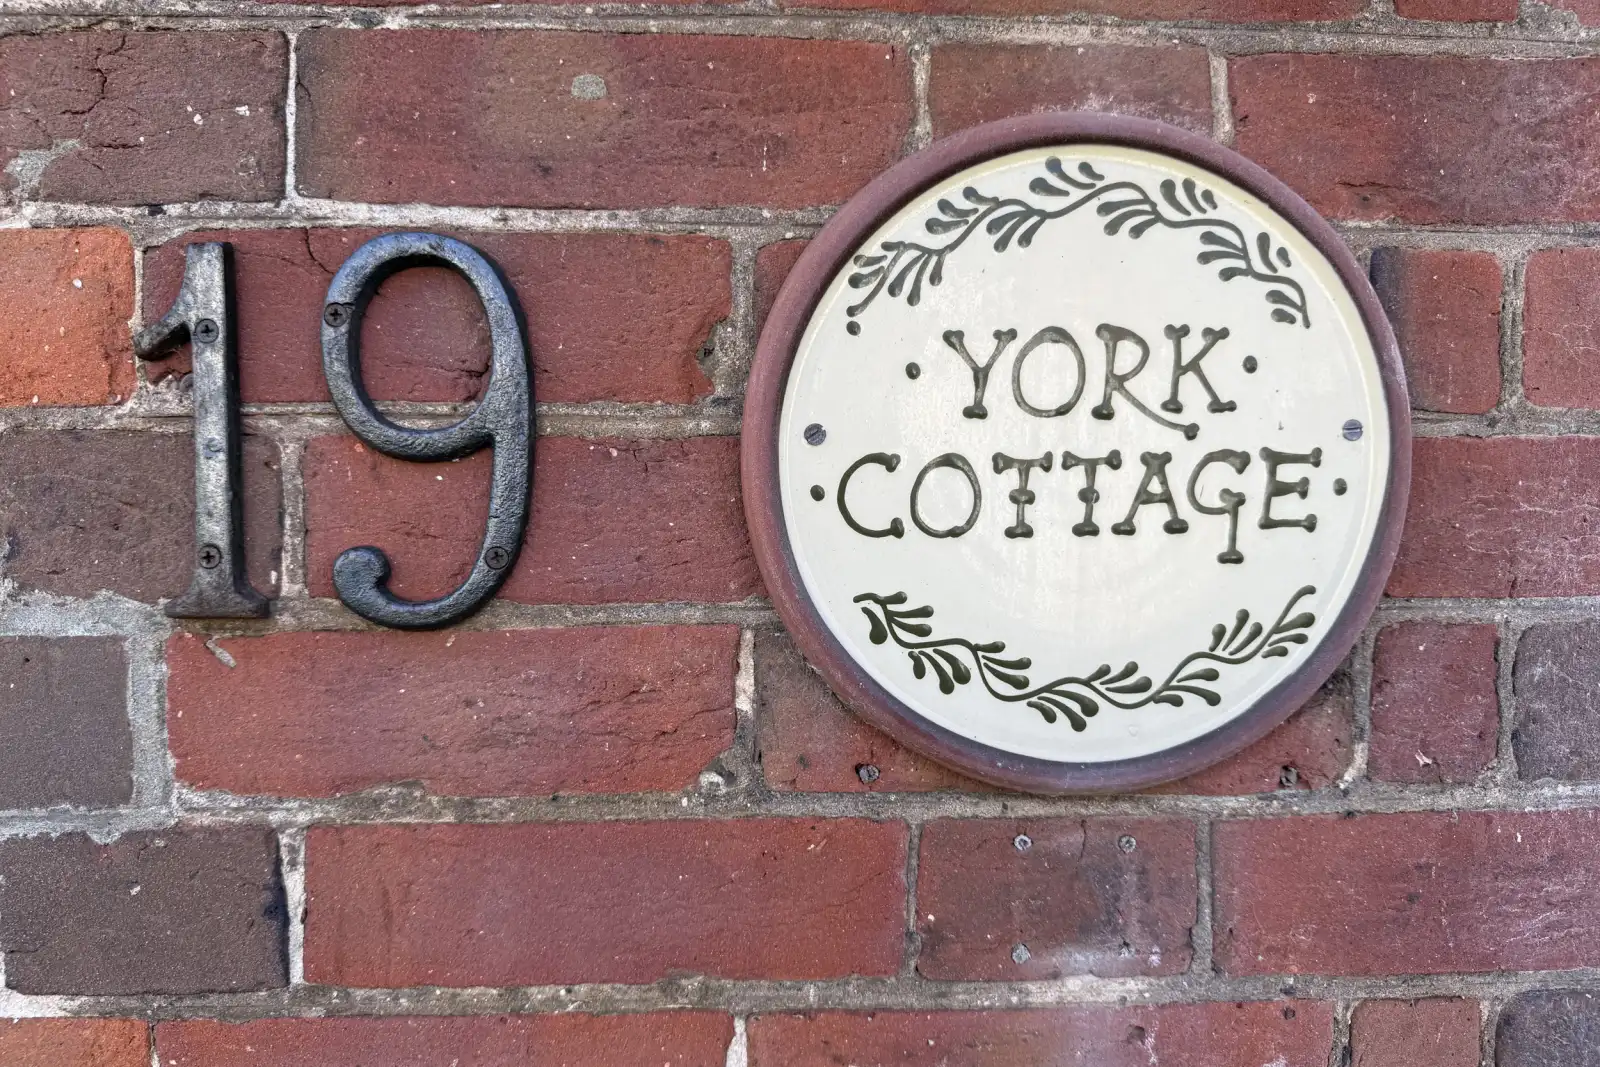 19
· YORK ·
· COTTAGE ·